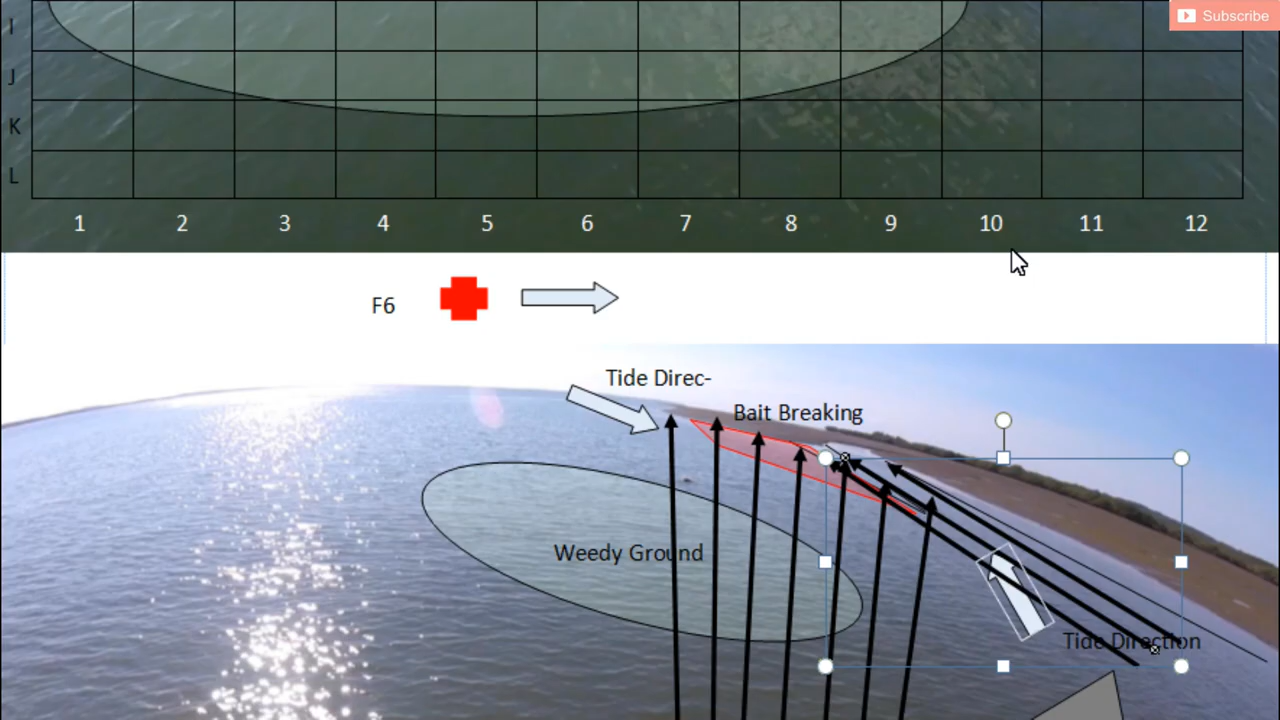 Subscribe
I
J
K
L
1 2 3 4 5 6 7 8 9 10 11 12
F6
Tide Direc-
Bait Breaking
Weedy Ground
Tide Direction